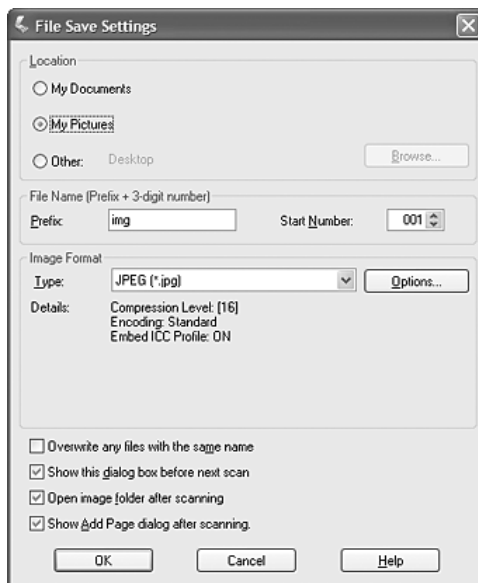 File Save Settings
Location
My Documents
My Pictures
Other: Desktop Browse...
File Name (Prefix + 3-digit number)
Prefix: img Start Number: 001
Image Format
Type: JPEG (*.jpg) Options...
Details: Compression Level: [16]
Encoding: Standard
Embed ICC Profile: ON
Overwrite any files with the same name
Show this dialog box before next scan
Open image folder after scanning
Show Add Page dialog after scanning.
OK Cancel Help